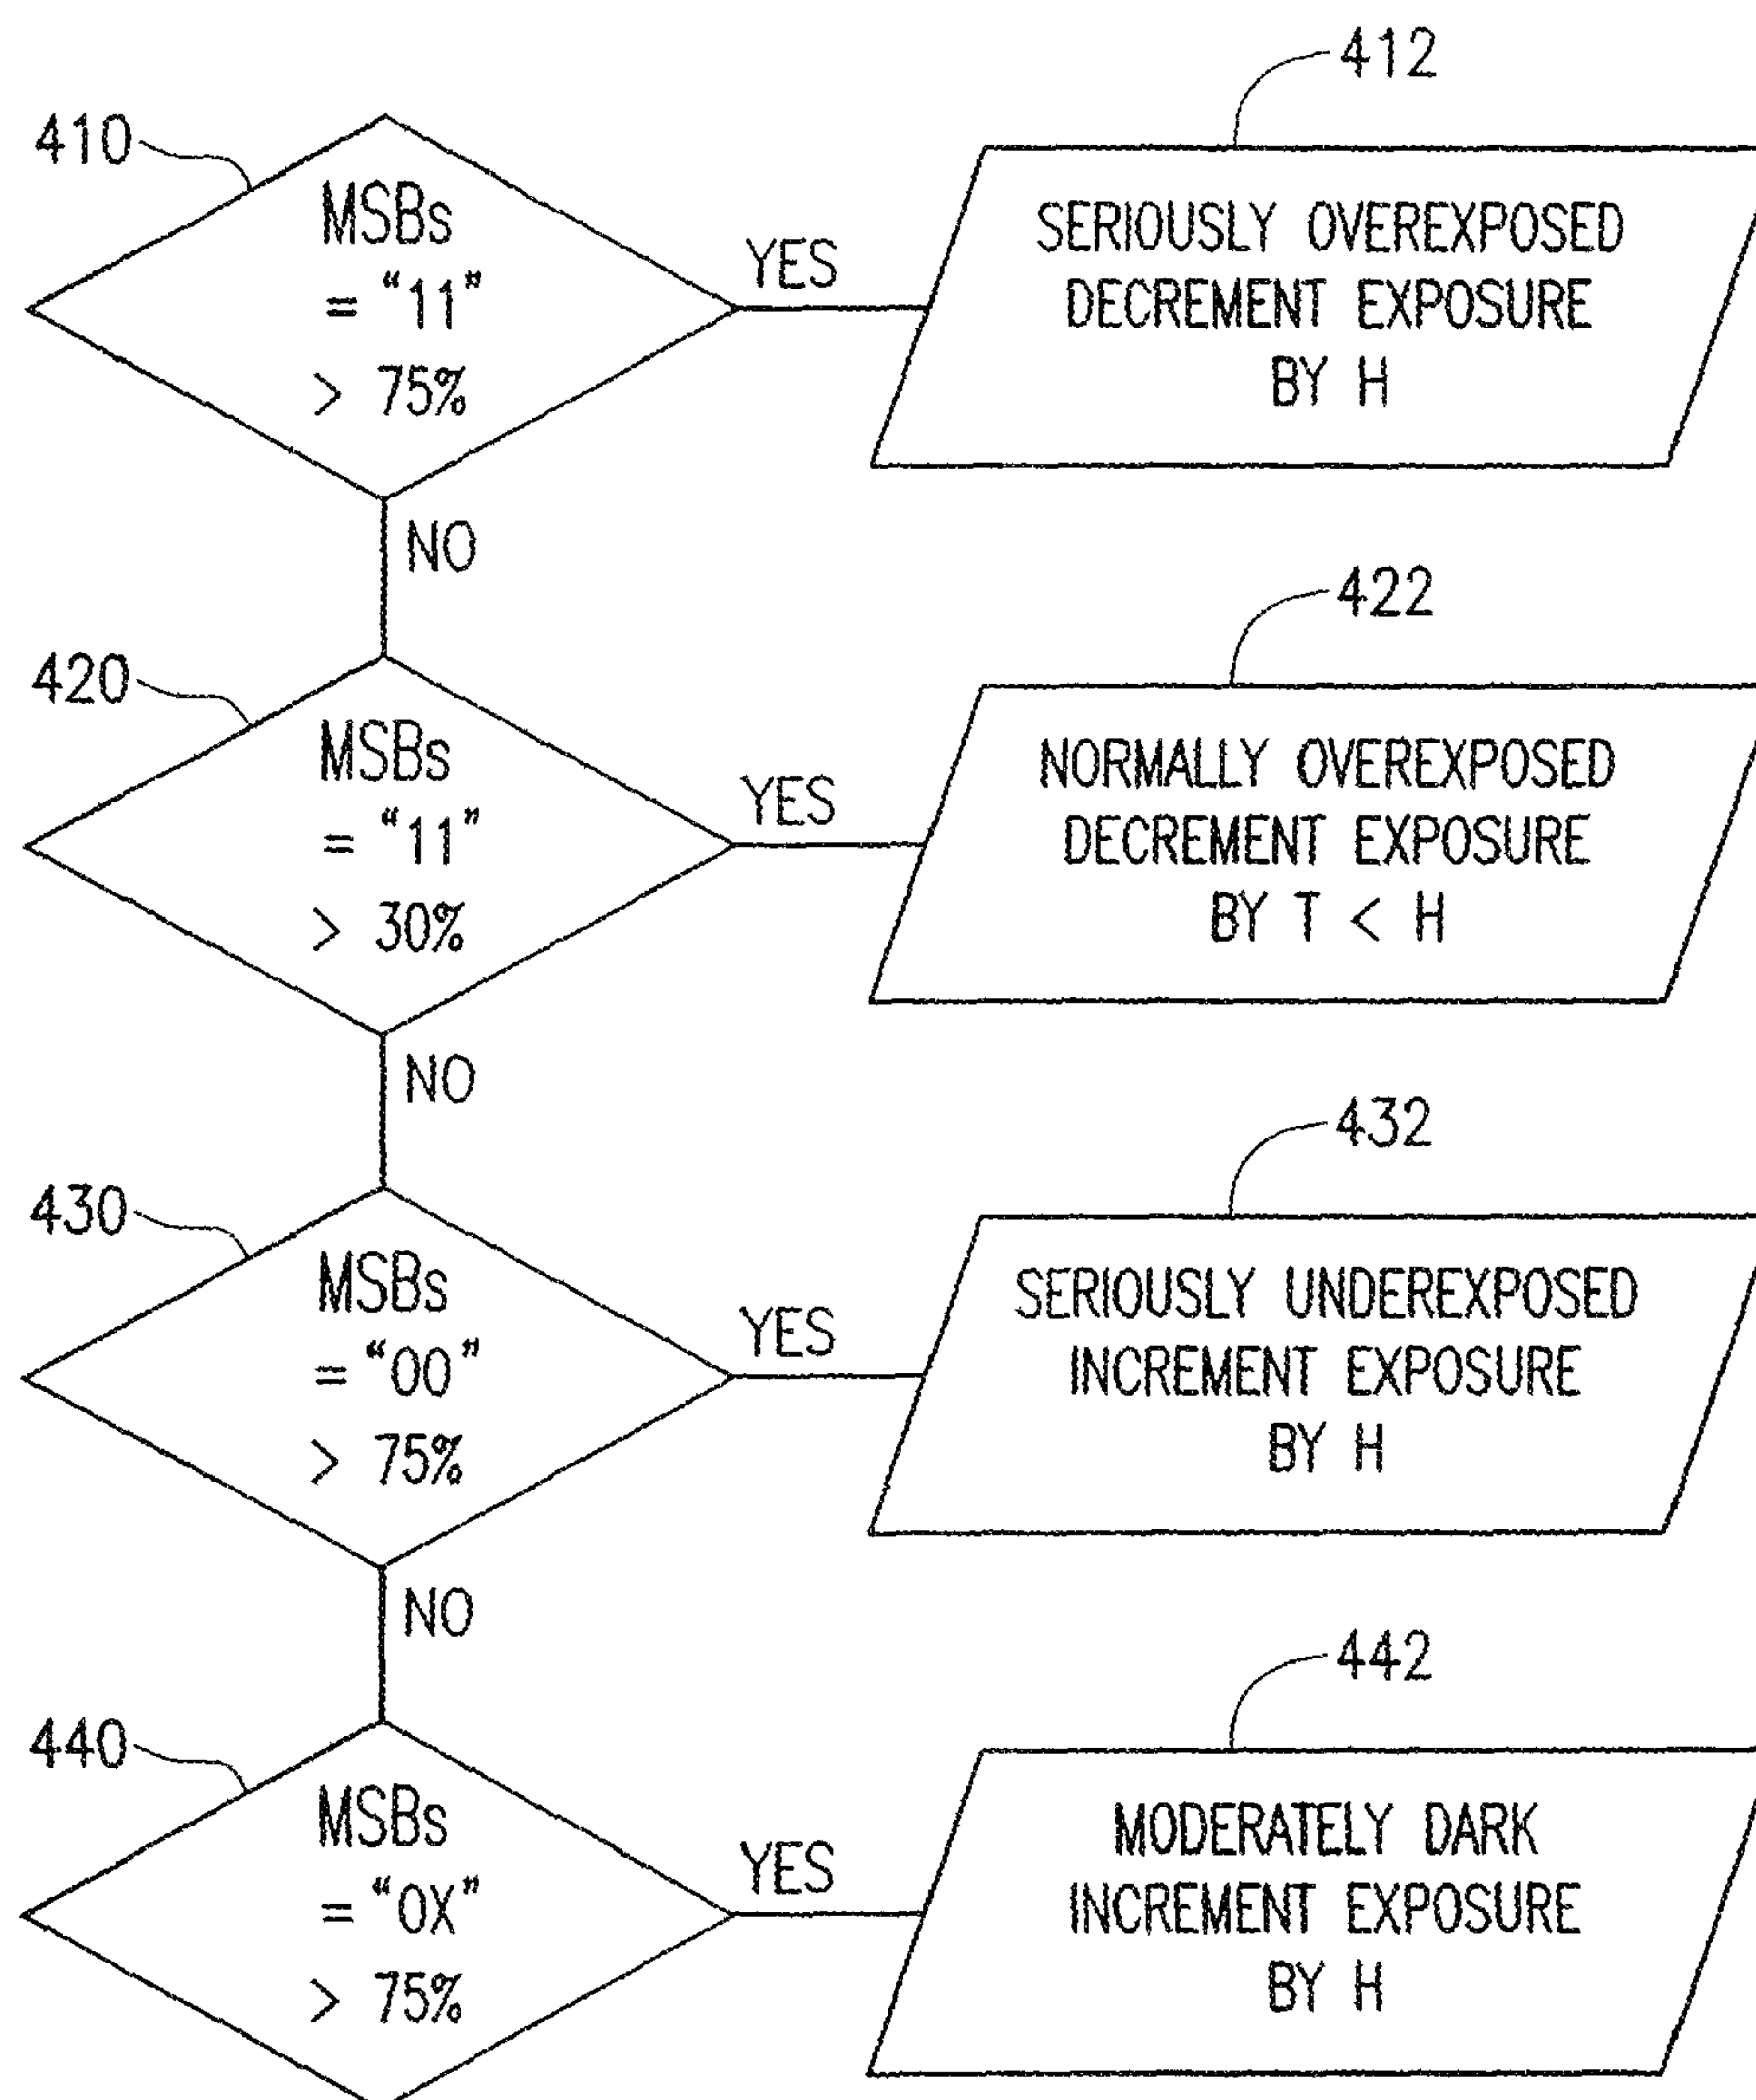 412
410
MSBs
= "11"
> 75%
YES
SERIOUSLY OVEREXPOSED
DECREMENT EXPOSURE
BY H
NO
422
420
MSBs
= "11"
> 30%
YES
NORMALLY OVEREXPOSED
DECREMENT EXPOSURE
BY T < H
NO
432
430
MSBs
= "00"
> 75%
YES
SERIOUSLY UNDEREXPOSED
INCREMENT EXPOSURE
BY H
NO
442
440
MSBs
= "0X"
> 75%
YES
MODERATELY DARK
INCREMENT EXPOSURE
BY H